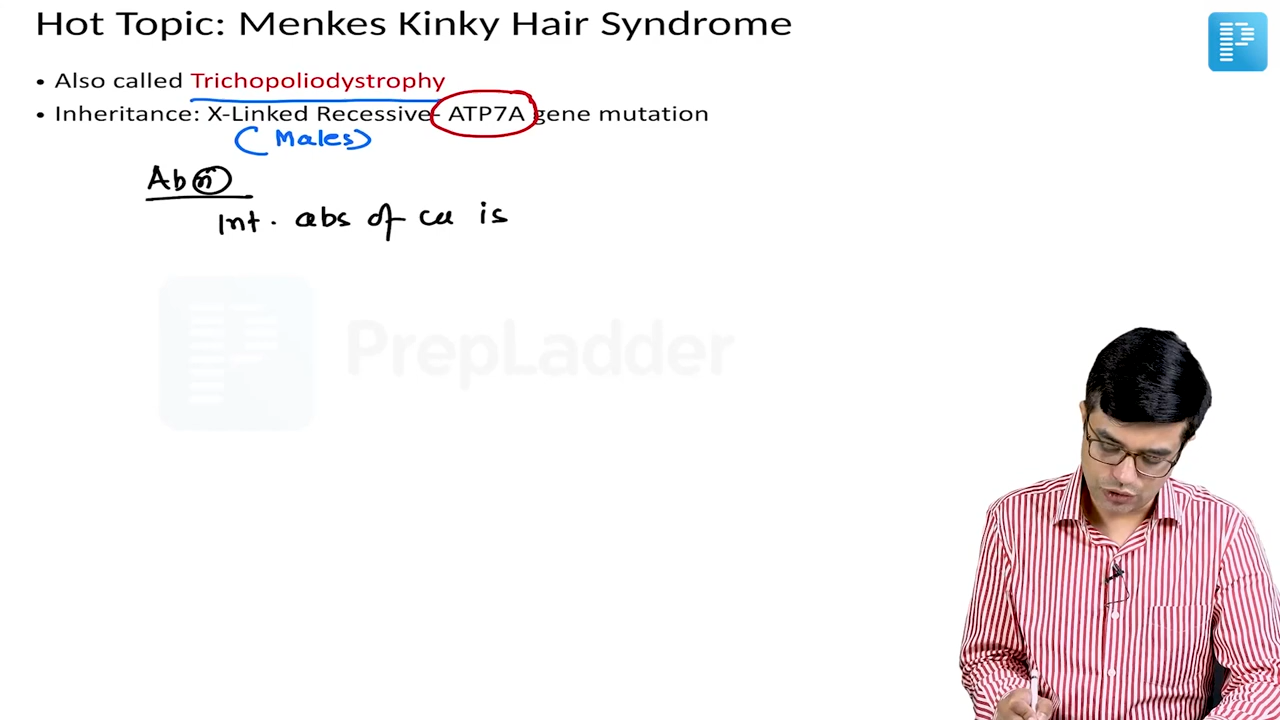 Hot Topic: Menkes Kinky Hair Syndrome
• Also called Trichopoliodystrophy
• Inheritance: X-Linked Recessive- ATP7A gene mutation
(Males)
Ab n
Int. abs of cu is
PrepLadder